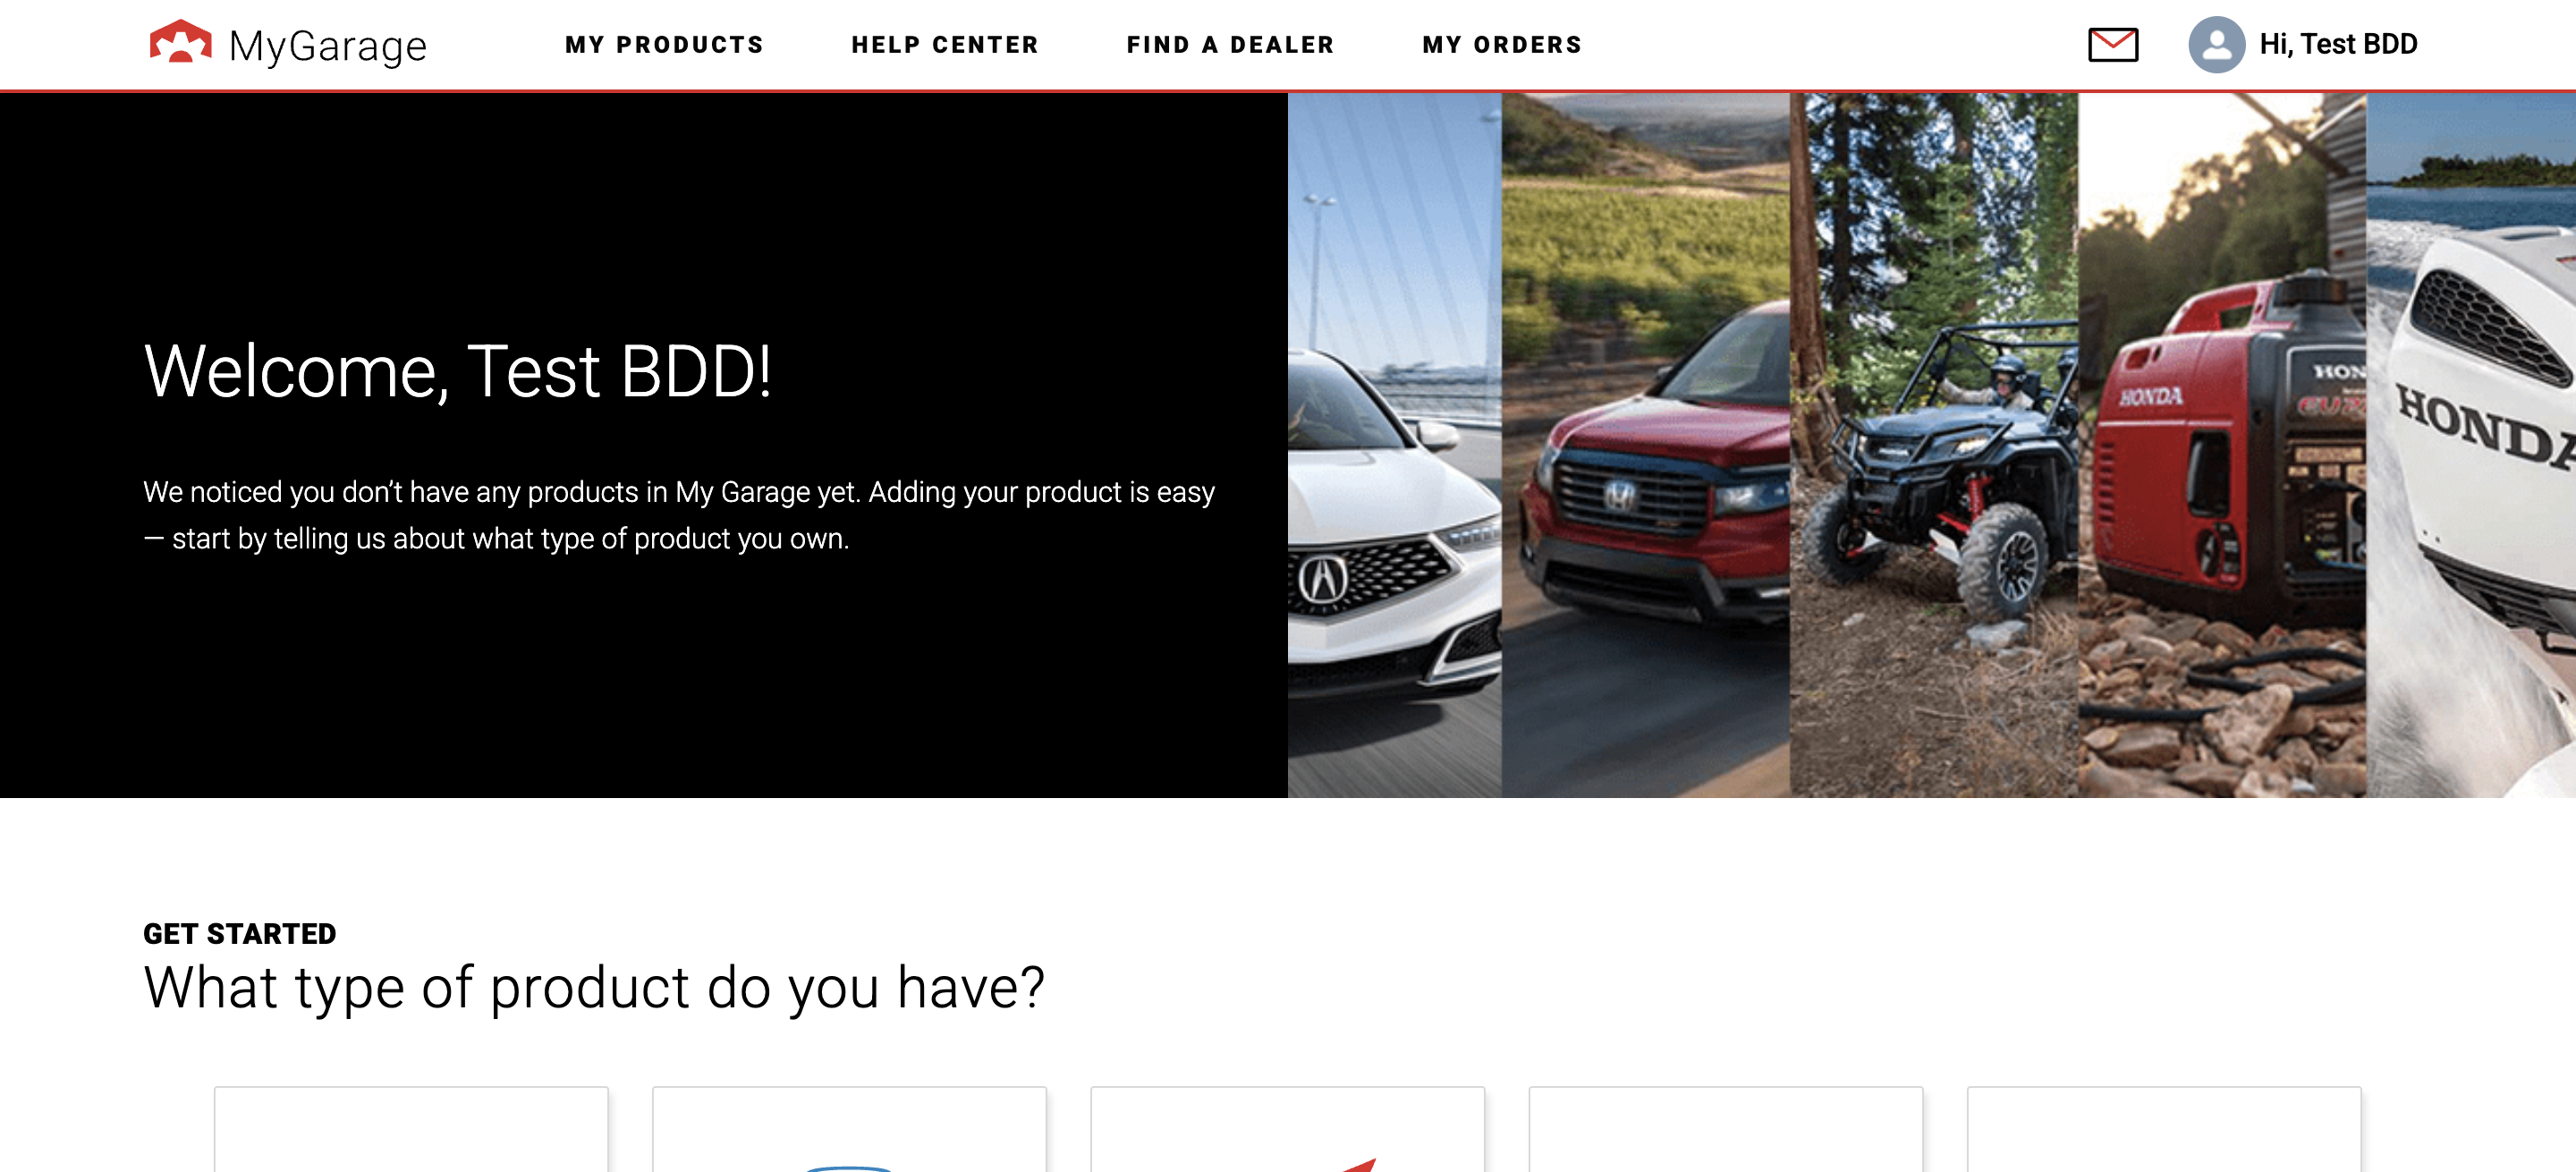 MyGarage
MY PRODUCTS
HELP CENTER
FIND A DEALER
MY ORDERS
Hi, Test BDD
Welcome, Test BDD!
We noticed you don’t have any products in My Garage yet. Adding your product is easy
— start by telling us about what type of product you own.
HONDA
HON
HONDA
GET STARTED
What type of product do you have?